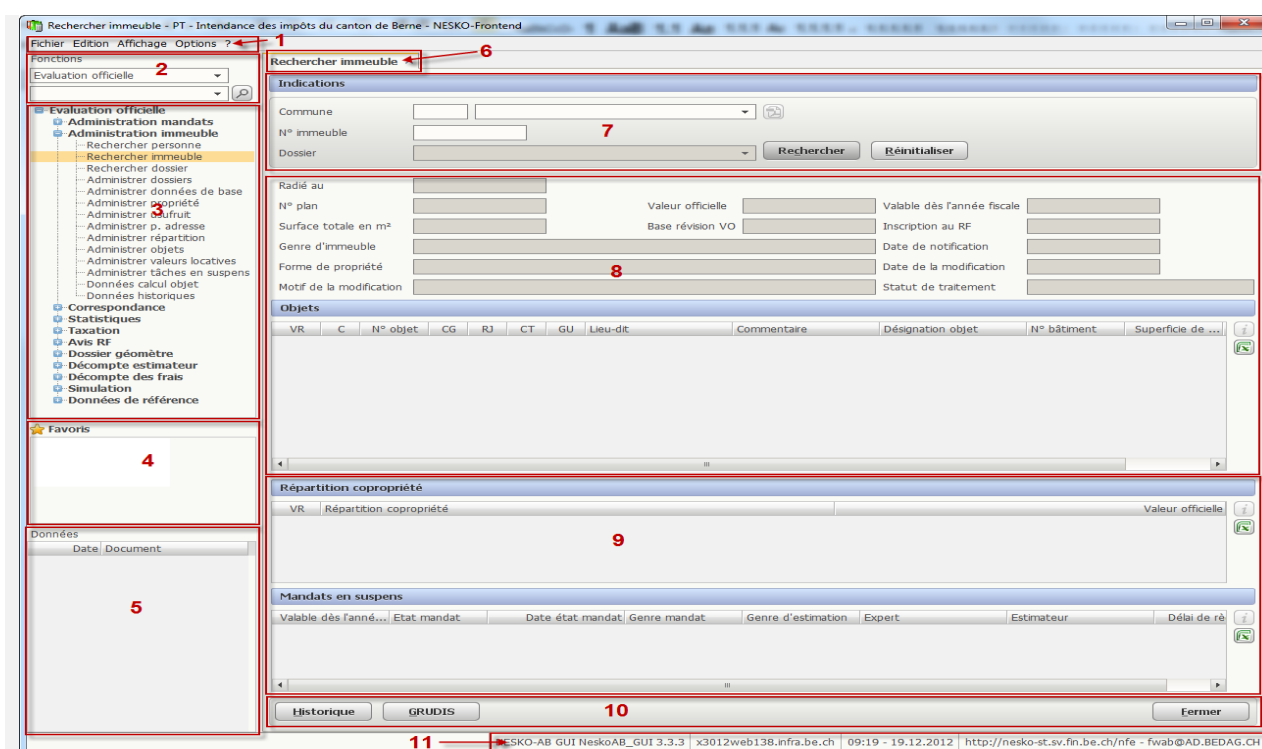 Rechercher immeuble - PT - Intendance des impôts du canton de Berne - NESKO-Frontend
Fichier Edition Affichage Options ?
1
Fonctions
2
Evaluation officielle
Evaluation officielle
Administration mandats
Administration immeuble
Rechercher personne
Rechercher immeuble
Rechercher dossier
Administrer dossiers
Administrer données de base
Administrer propriété
3
Administrer usufruit
Administrer p. adresse
Administrer répartition
Administrer objets
Administrer valeurs locatives
Administrer tâches en suspens
Données calcul objet
Données historiques
Correspondance
Statistiques
Taxation
Avis RF
Dossier géomètre
Décompte estimateur
Décompte des frais
Simulation
Données de référence
Favoris
4
Données
Date Document
5
Rechercher immeuble
6
Indications
Commune
N° immeuble
7
Dossier
Rechercher
Réinitialiser
Radié au
N° plan
Valeur officielle
Valable dès l'année fiscale
Surface totale en m²
Base révision VO
Inscription au RF
Genre d'immeuble
Date de notification
Forme de propriété
8
Date de la modification
Motif de la modification
Statut de traitement
Objets
VR C N° objet CG RJ CT GU Lieu-dit Commentaire Désignation objet N° bâtiment Superficie de ...
Répartition copropriété
VR Répartition copropriété Valeur officielle
9
Mandats en suspens
Valable dès l'anné... Etat mandat Date état mandat Genre mandat Genre d'estimation Expert Estimateur Délai de rè
Historique
GRUDIS
10
Fermer
11
NESKO-AB GUI NeskoAB_GUI 3.3.3 x3012web138.infra.be.ch 09:19 - 19.12.2012 http://nesko-st.sv.fin.be.ch/nfe - fwab@AD.BEDAG.CH